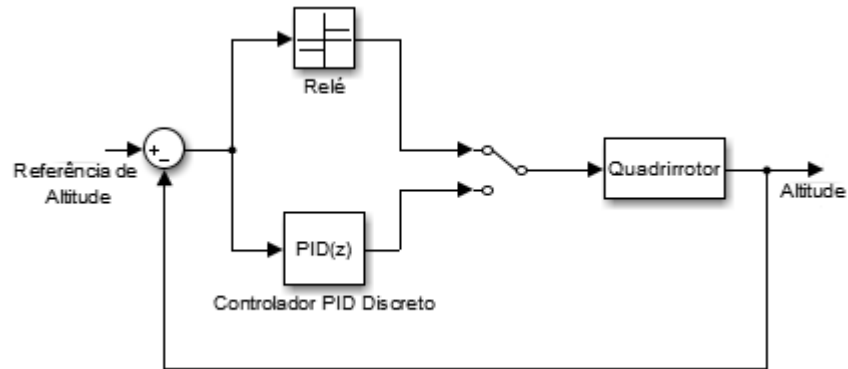 Relé
+
-
Referência de
Altitude
Quadrirrotor
Altitude
PID(z)
Controlador PID Discreto